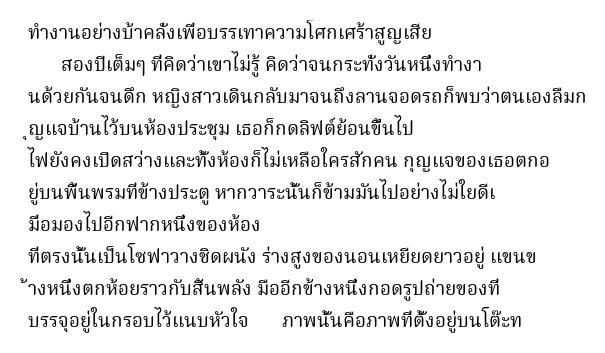 ทำงานอย่างบ้าคลั่งเพื่อบรรเทาความโศกเศร้าสูญเสีย
สองปีเต็มๆ ที่คิดว่าเขาไม่รู้ คิดว่าจนกระทั่งวันหนึ่งทำงา
นด้วยกันจนดึก หญิงสาวเดินกลับมาจนถึงลานจอดรถก็พบว่าตนเองลืมก
ุญแจบ้านไว้บนห้องประชุม เธอก็กดลิฟต์ย้อนขึ้นไป
ไฟยังคงเปิดสว่างและทั้งห้องก็ไม่เหลือใครสักคน กุญแจของเธอตกอ
ยู่บนพื้นพรมที่ข้างประตู หากวาระนั้นก็ข้ามมันไปอย่างไม่ใยดีเ
มื่อมองไปอีกฟากหนึ่งของห้อง
ที่ตรงนั้นเป็นโซฟาวางชิดผนัง ร่างสูงของนอนเหยียดยาวอยู่ แขนข
้างหนึ่งตกห้อยราวกับสิ้นพลัง มืออีกข้างหนึ่งกอดรูปถ่ายของที่
บรรจุอยู่ในกรอบไว้แนบหัวใจ ภาพนั้นคือภาพที่ตั้งอยู่บนโต๊ะท